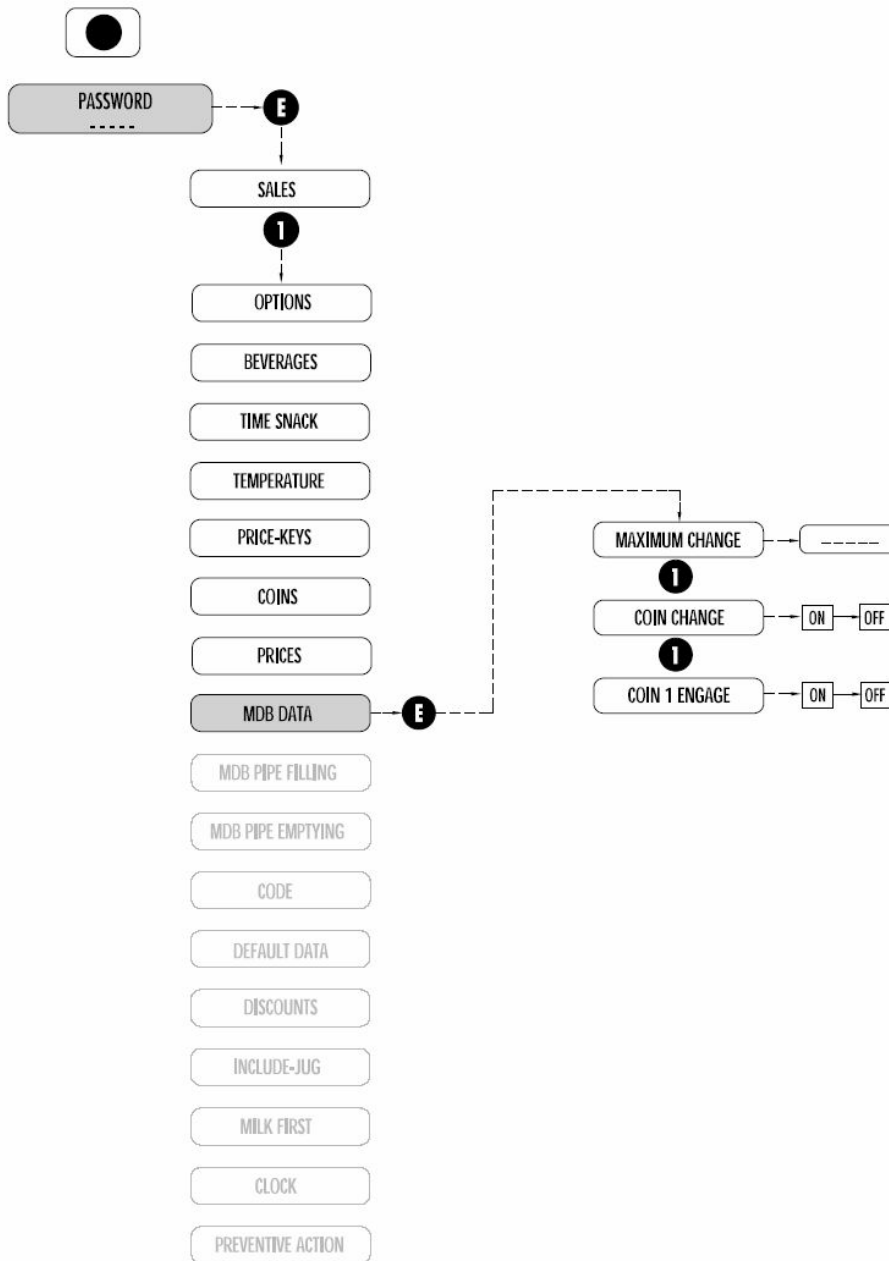 PASSWORD
-----
E
SALES
1
OPTIONS
BEVERAGES
TIME SNACK
TEMPERATURE
PRICE-KEYS
COINS
PRICES
MDB DATA
E
MAXIMUM CHANGE
-----
1
COIN CHANGE
ON
OFF
1
COIN 1 ENGAGE
ON
OFF
MDB PIPE FILLING
MDB PIPE EMPTYING
CODE
DEFAULT DATA
DISCOUNTS
INCLUDE-JUG
MILK FIRST
CLOCK
PREVENTIVE ACTION